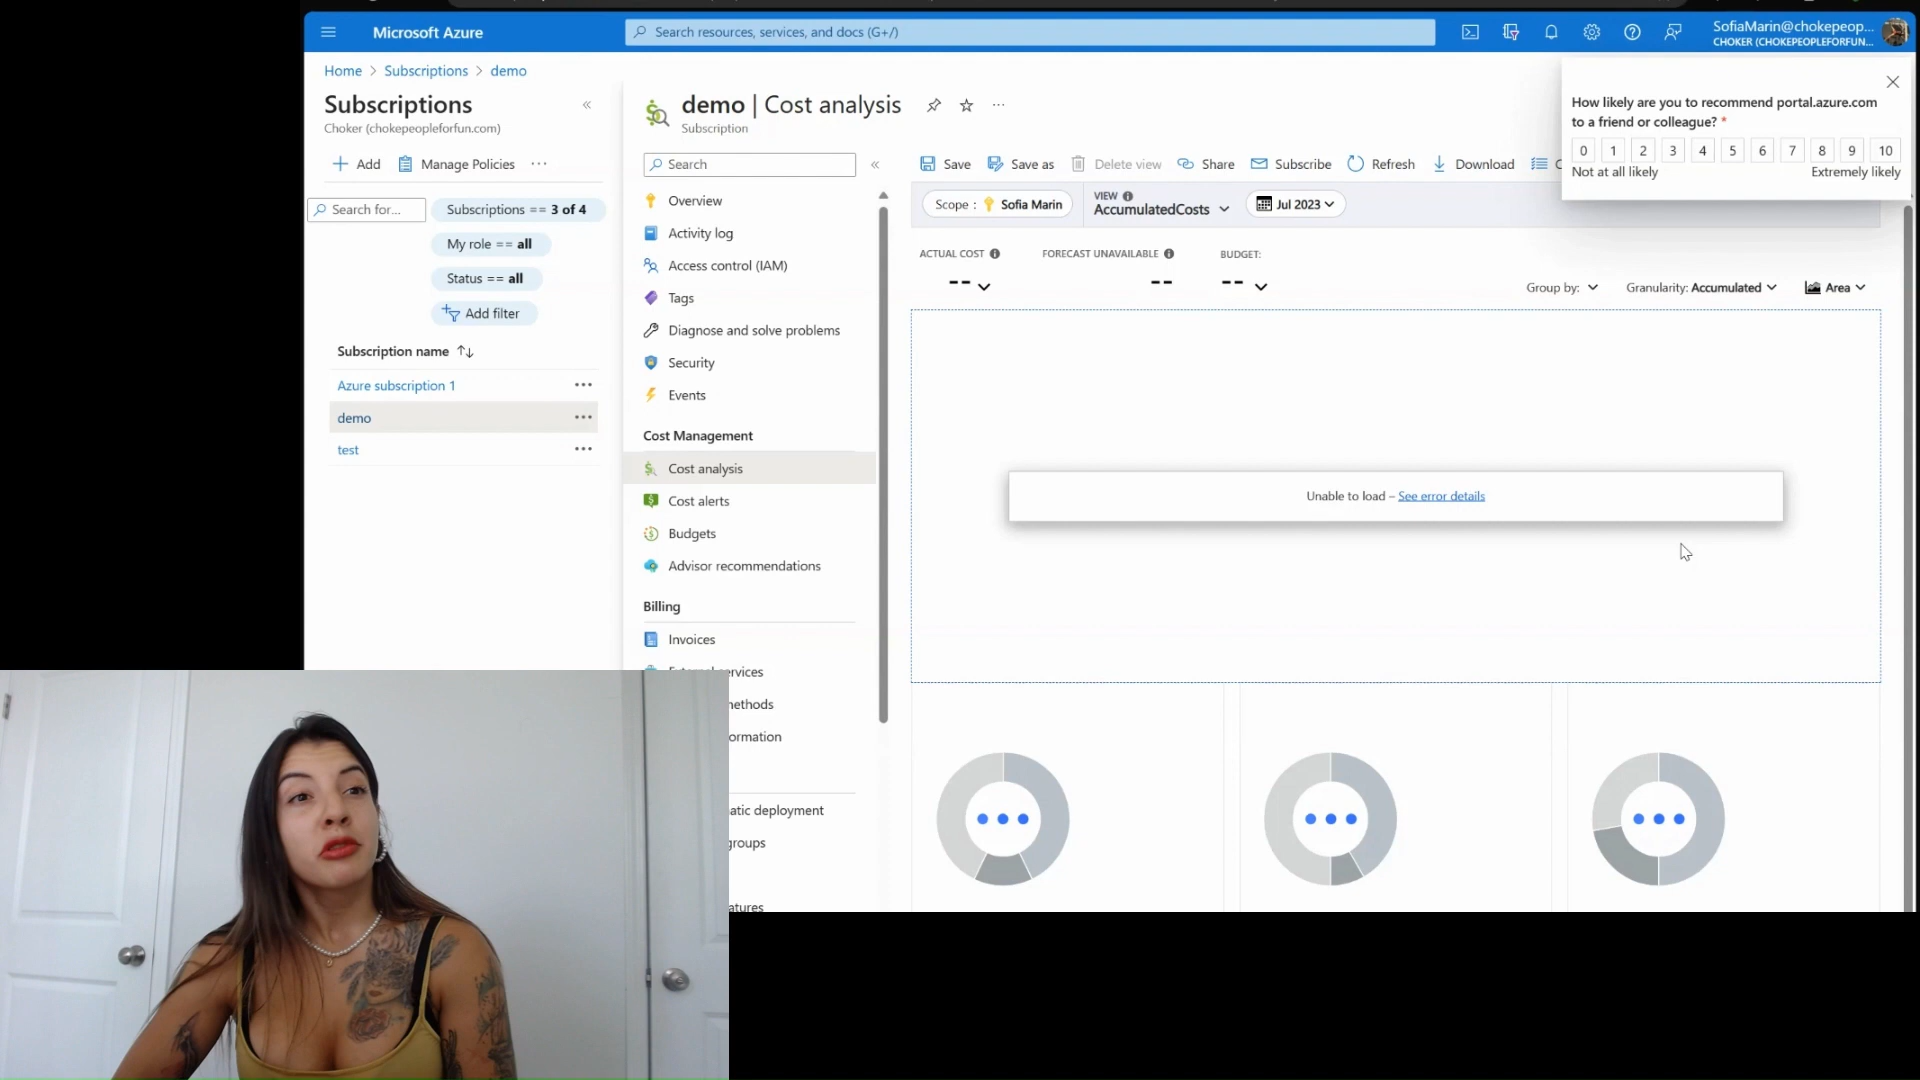 Microsoft Azure
Search resources, services, and docs (G+/)
SofiaMarin@chokepeop...
CHOKER (CHOKEPEOPLEFORFUN...
Home > Subscriptions > demo
Subscriptions
Choker (chokepeopleforfun.com)
Add
Manage Policies
Search for...
Subscriptions == 3 of 4
My role == all
Status == all
Add filter
Subscription name
Azure subscription 1
demo
test
demo | Cost analysis
Subscription
Search
Overview
Activity log
Access control (IAM)
Tags
Diagnose and solve problems
Security
Events
Cost Management
Cost analysis
Cost alerts
Budgets
Advisor recommendations
Billing
Invoices
ervices
ethods
ormation
atic deployment
groups
atures
Save
Save as
Delete view
Share
Subscribe
Refresh
Download
C
Scope : Sofia Marin
VIEW
AccumulatedCosts
Jul 2023
ACTUAL COST
--
FORECAST UNAVAILABLE
--
BUDGET:
--
Group by:
Granularity: Accumulated
Area
Unable to load – See error details
How likely are you to recommend portal.azure.com
to a friend or colleague? *
0 1 2 3 4 5 6 7 8 9 10
Not at all likely
Extremely likely